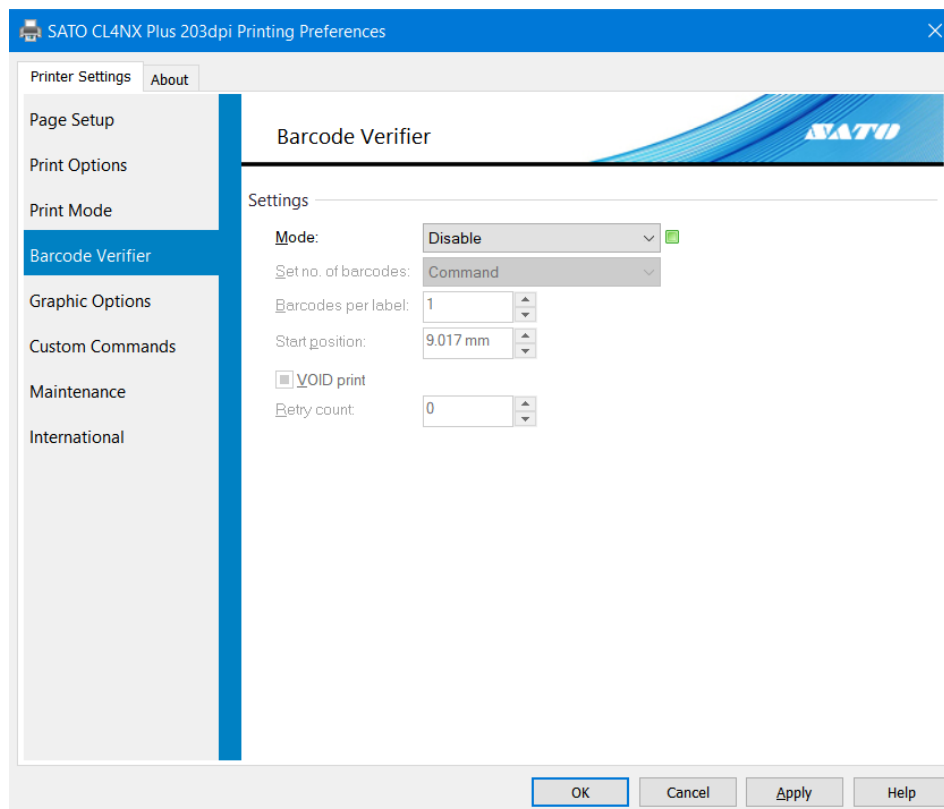 SATO CL4NX Plus 203dpi Printing Preferences
Printer Settings About
Page Setup
Print Options
Print Mode
Barcode Verifier
Graphic Options
Custom Commands
Maintenance
International
Barcode Verifier
SATO
Settings
Mode: Disable
Set no. of barcodes: Command
Barcodes per label: 1
Start position: 9.017 mm
VOID print
Retry count: 0
OK Cancel Apply Help